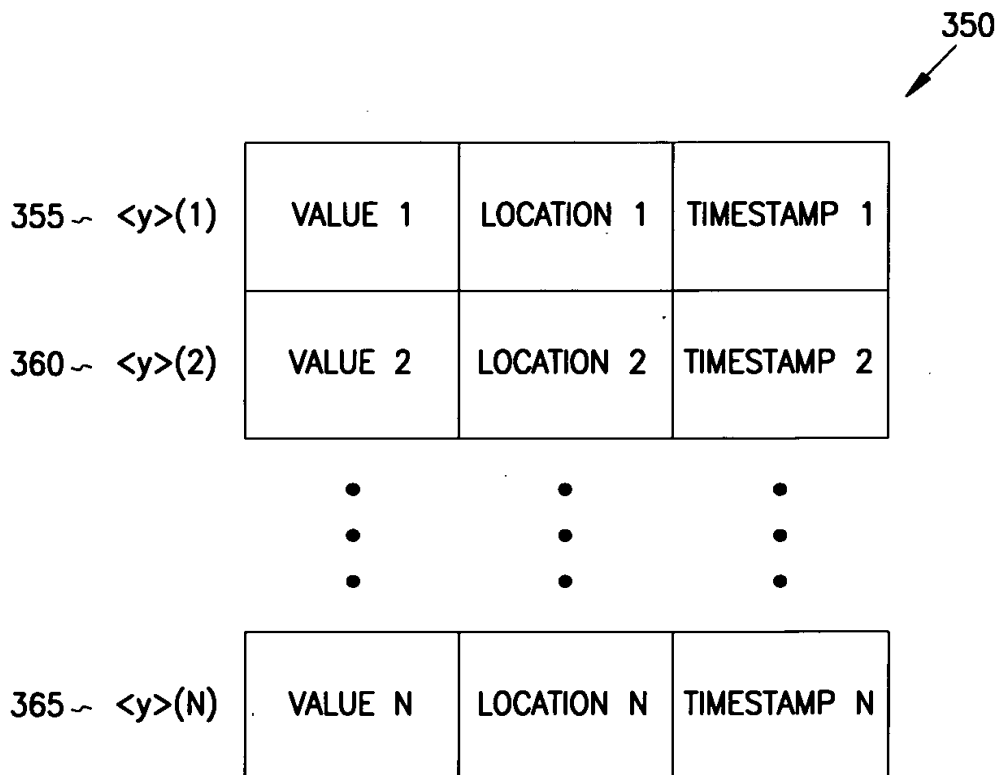 350
355 ~ <y>(1) VALUE 1 LOCATION 1 TIMESTAMP 1
360 ~ <y>(2) VALUE 2 LOCATION 2 TIMESTAMP 2
365 ~ <y>(N) VALUE N LOCATION N TIMESTAMP N